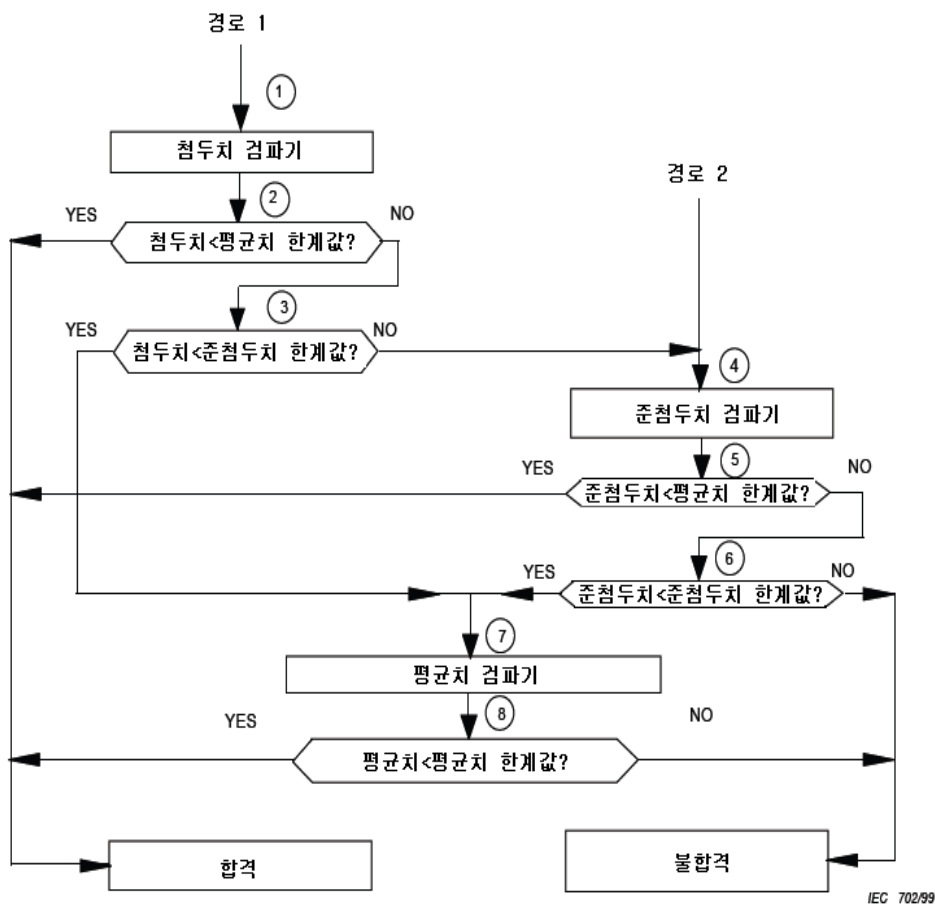 경로 1
1
첨두치 검파기
경로 2
2
YES
NO
첨두치<평균치 한계값?
3
YES
NO
첨두치<준첨두치 한계값?
4
준첨두치 검파기
5
YES
NO
준첨두치<평균치 한계값?
6
YES
NO
준첨두치<준첨두치 한계값?
7
평균치 검파기
8
YES
NO
평균치<평균치 한계값?
합격
불합격
IEC 702/99